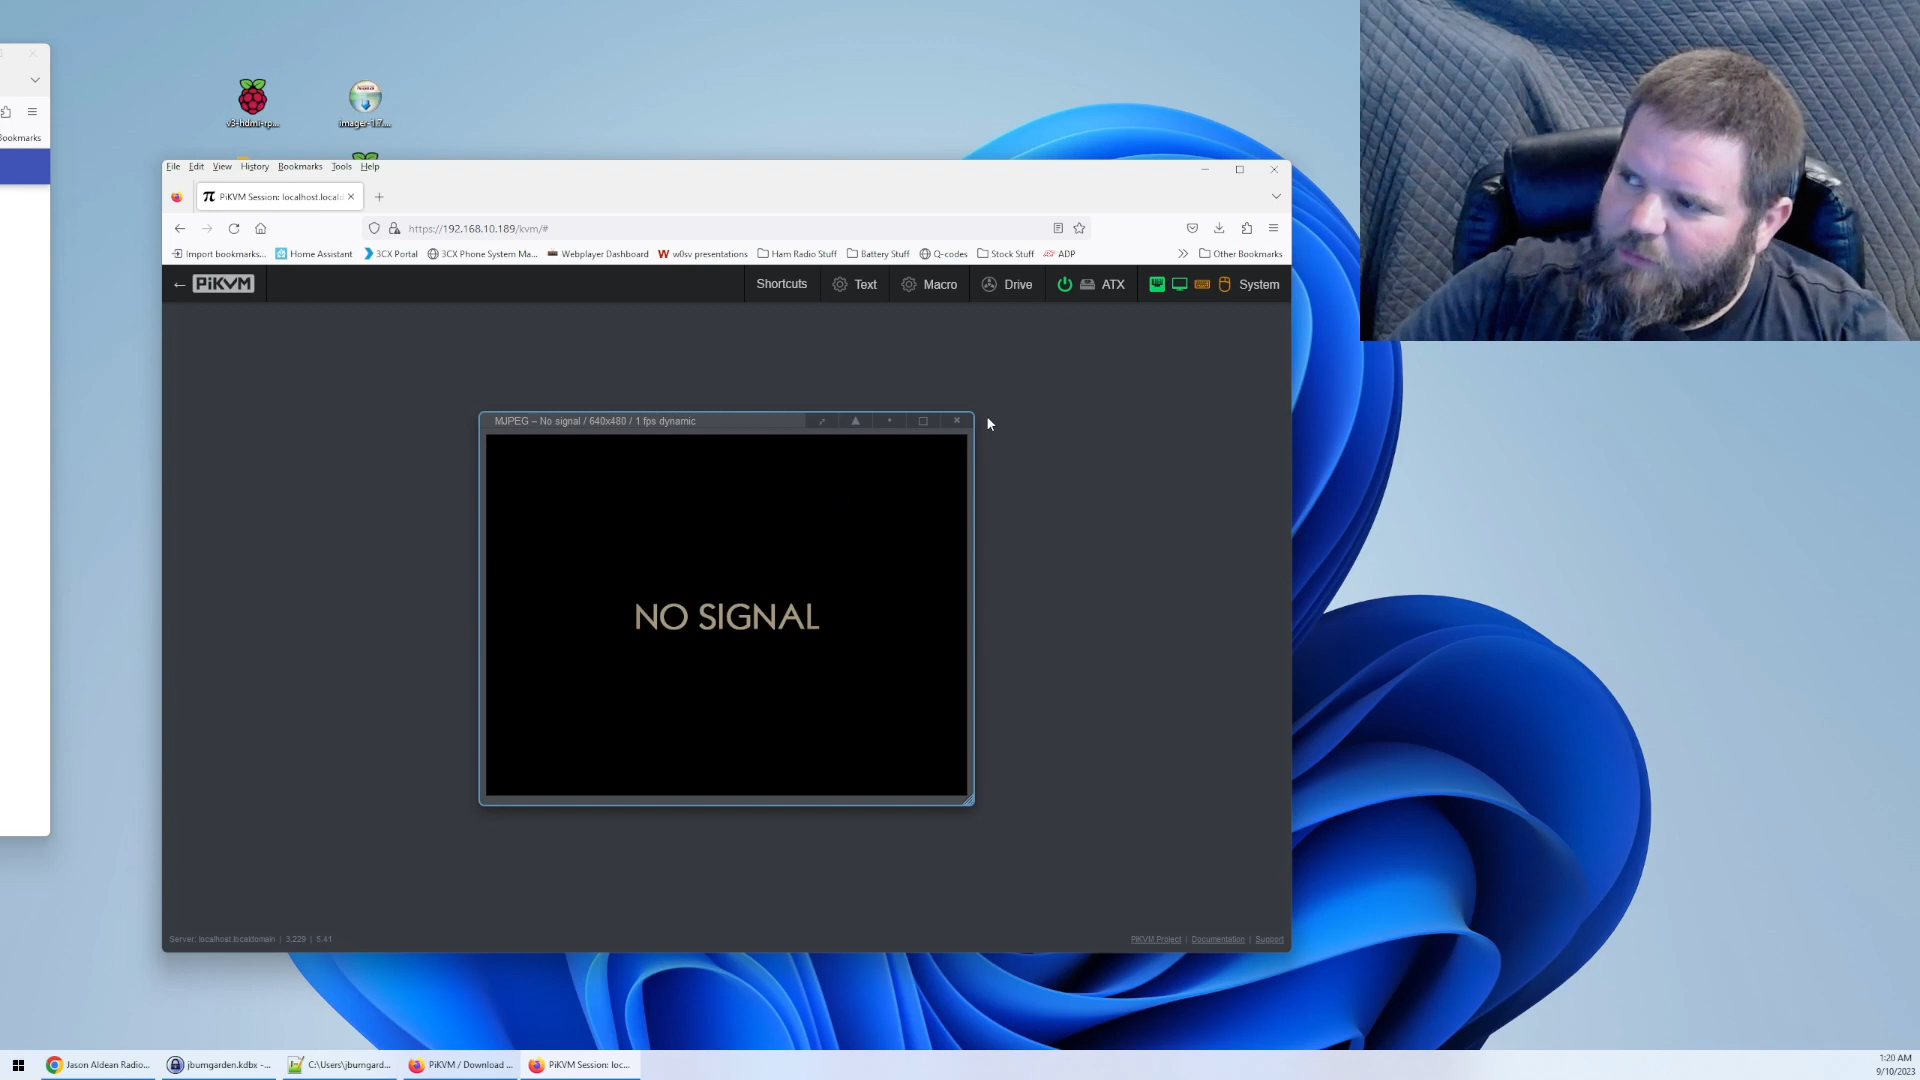 v3-hdmi-rp...
imager-1.7....
Bookmarks
File Edit View History Bookmarks Tools Help
PiKVM Session: localhost.locald
https://192.168.10.189/kvm/#
Import bookmarks... Home Assistant 3CX Portal 3CX Phone System Ma... Webplayer Dashboard w0sv presentations Ham Radio Stuff Battery Stuff Q-codes Stock Stuff ADP Other Bookmarks
← PiKVM Shortcuts Text Macro Drive ATX System
MJPEG – No signal / 640x480 / 1 fps dynamic
NO SIGNAL
Server: localhost.localdomain | 3.229 | 5.41
PiKVM Project | Documentation | Support
Jason Aldean Radio... jbumgarden.kdbx -... C:\Users\jbumgard... PiKVM / Download ... PiKVM Session: loc...
1:20 AM
9/10/2023